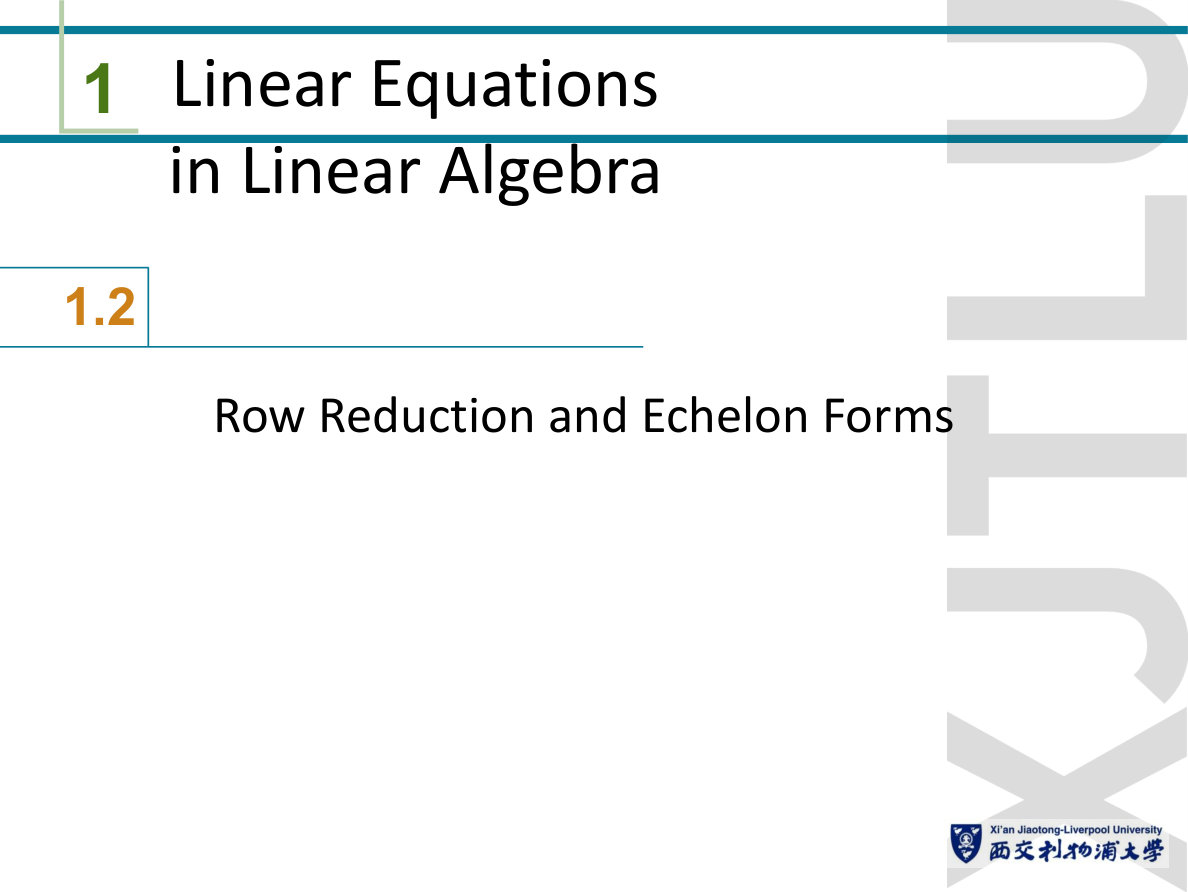 1
Linear Equations
in Linear Algebra
1.2
Row Reduction and Echelon Forms
XJTLU
Xi'an Jiaotong-Liverpool University
西交利物浦大學